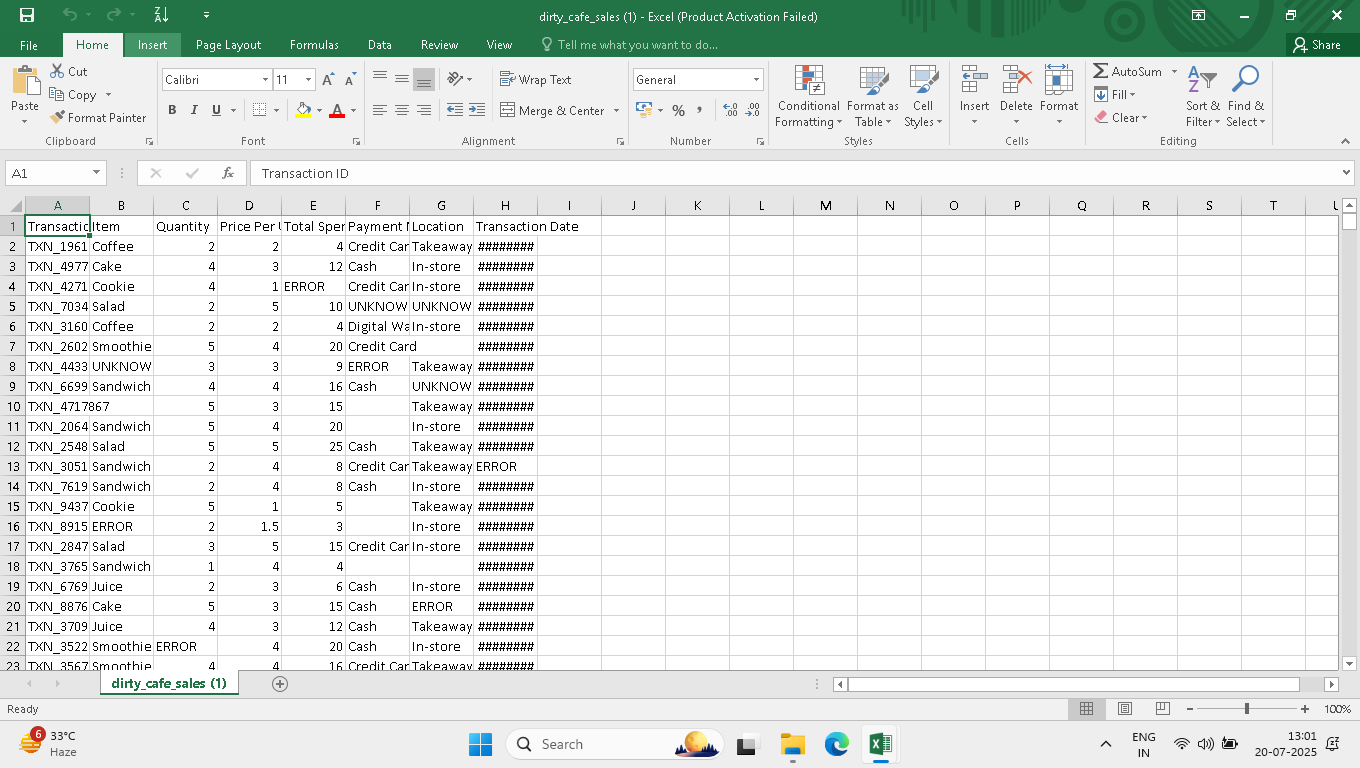 dirty_cafe_sales (1) - Excel (Product Activation Failed)
File Home Insert Page Layout Formulas Data Review View Tell me what you want to do... Share
Paste Cut Copy Format Painter
Calibri 11 B I U A
Wrap Text Merge & Center
General % ,
Conditional Formatting Format as Table Cell Styles
Insert Delete Format
AutoSum Fill Clear Sort & Filter Find & Select
Clipboard Font Alignment Number Styles Cells Editing
A1 fx Transaction ID
A B C D E F G H I J K L M N O P Q R S T U
1 Transactic Item Quantity Price Per U Total Sper Payment M Location Transaction Date
2 TXN_1961 Coffee 2 2 4 Credit Car Takeaway ########
3 TXN_4977 Cake 4 3 12 Cash In-store ########
4 TXN_4271 Cookie 4 1 ERROR Credit Car In-store ########
5 TXN_7034 Salad 2 5 10 UNKNOW UNKNOW ########
6 TXN_3160 Coffee 2 2 4 Digital Wa In-store ########
7 TXN_2602 Smoothie 5 4 20 Credit Card ########
8 TXN_4433 UNKNOW 3 3 9 ERROR Takeaway ########
9 TXN_6699 Sandwich 4 4 16 Cash UNKNOW ########
10 TXN_4717867 5 3 15 Takeaway ########
11 TXN_2064 Sandwich 5 4 20 In-store ########
12 TXN_2548 Salad 5 5 25 Cash Takeaway ########
13 TXN_3051 Sandwich 2 4 8 Credit Car Takeaway ERROR
14 TXN_7619 Sandwich 2 4 8 Cash In-store ########
15 TXN_9437 Cookie 5 1 5 Takeaway ########
16 TXN_8915 ERROR 2 1.5 3 In-store ########
17 TXN_2847 Salad 3 5 15 Credit Car In-store ########
18 TXN_3765 Sandwich 1 4 4 ########
19 TXN_6769 Juice 2 3 6 Cash In-store ########
20 TXN_8876 Cake 5 3 15 Cash ERROR ########
21 TXN_3709 Juice 4 3 12 Cash Takeaway ########
22 TXN_3522 Smoothie ERROR 4 20 Cash In-store ########
23 TXN_3567 Smoothie 4 4 16 Credit Car Takeaway ########
dirty_cafe_sales (1)
Ready 100%
6 33°C
Haze
Search
ENG
IN
13:01
20-07-2025